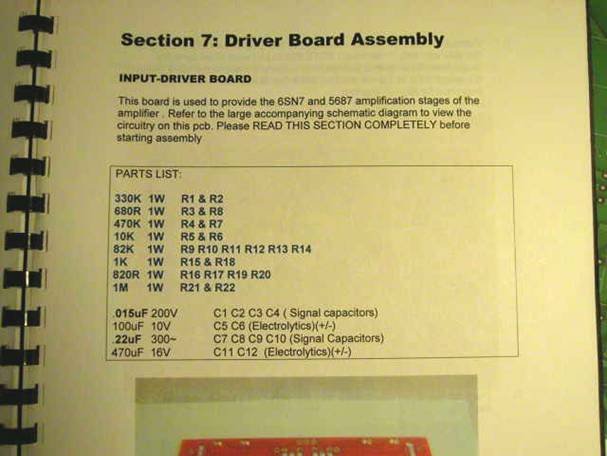 Section 7: Driver Board Assembly
INPUT-DRIVER BOARD
This board is used to provide the 6SN7 and 5687 amplification stages of the
amplifier . Refer to the large accompanying schematic diagram to view the
circuitry on this pcb. Please READ THIS SECTION COMPLETELY before
starting assembly
PARTS LIST:
330K 1W R1 & R2
680R 1W R3 & R8
470K 1W R4 & R7
10K 1W R5 & R6
82K 1W R9 R10 R11 R12 R13 R14
1K 1W R15 & R18
820R 1W R16 R17 R19 R20
1M 1W R21 & R22
.015uF 200V C1 C2 C3 C4 ( Signal capacitors)
100uF 10V C5 C6 (Electrolytics)(+/-)
.22uF 300~ C7 C8 C9 C10 (Signal Capacitors)
470uF 16V C11 C12 (Electrolytics)(+/-)